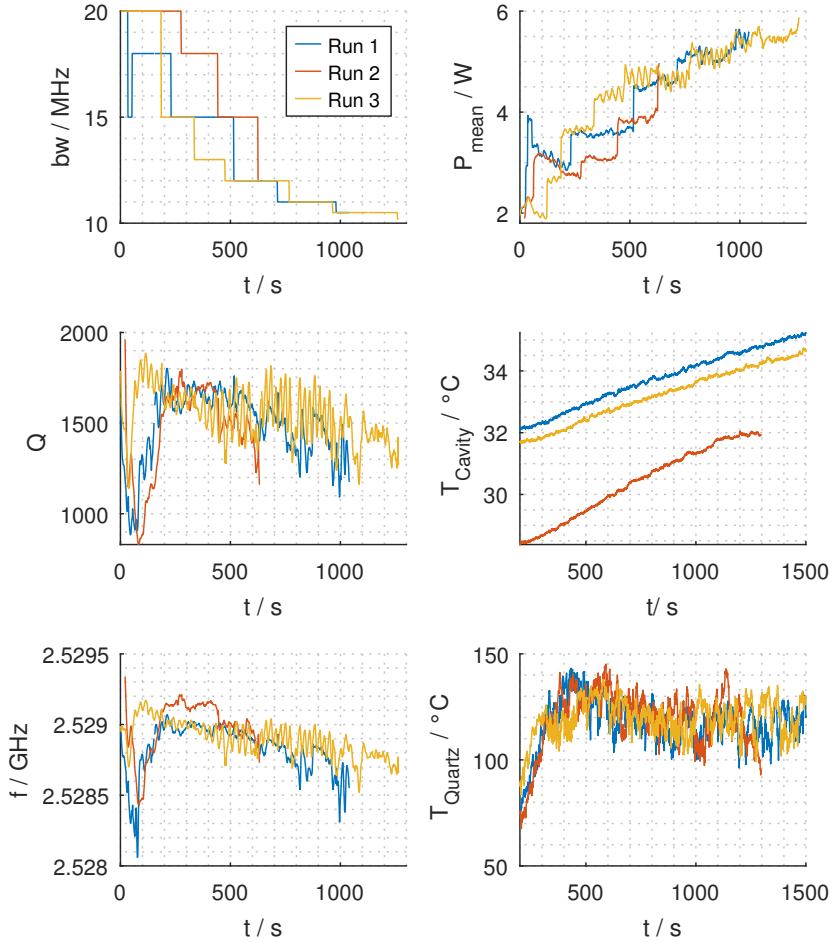 20
15
10
bw / MHz
0 500 1000
t / s
Run 1
Run 2
Run 3
6
4
2
P_mean / W
0 500 1000
t / s
2000
1500
1000
Q
0 500 1000
t / s
34
32
30
T_Cavity / °C
500 1000 1500
t/ s
2.5295
2.529
2.5285
2.528
f / GHz
0 500 1000
t / s
150
100
50
T_Quartz / °C
500 1000 1500
t / s